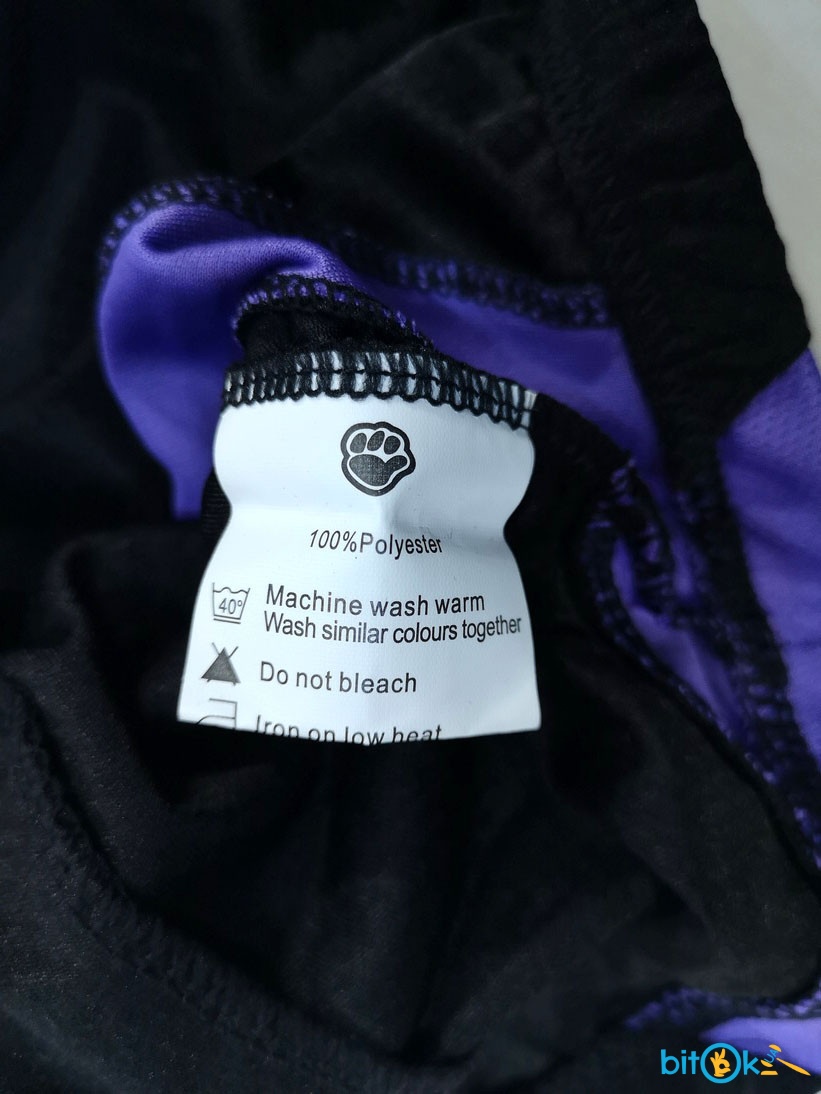 100%Polyester
40°
Machine wash warm
Wash similar colours together
Do not bleach
Iron on low heat
bitOk